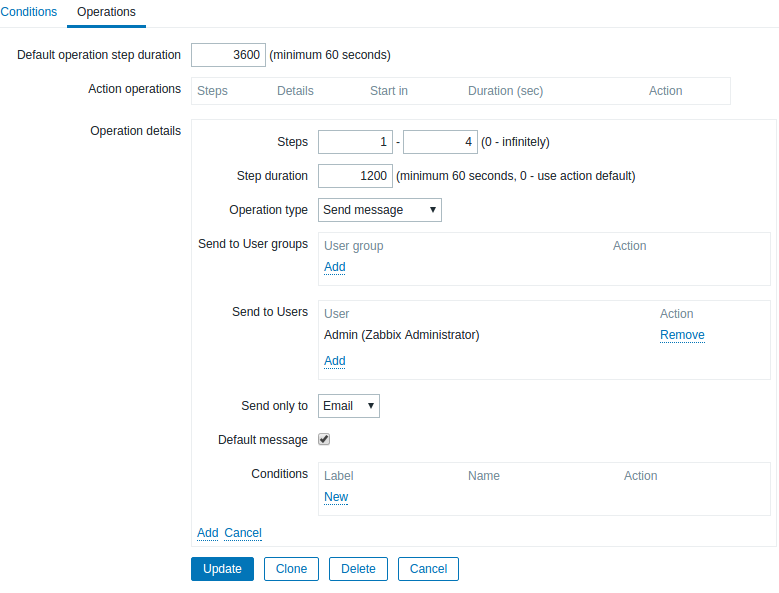 Conditions Operations
Default operation step duration 3600 (minimum 60 seconds)
Action operations Steps Details Start in Duration (sec) Action
Operation details
Steps 1 - 4 (0 - infinitely)
Step duration 1200 (minimum 60 seconds, 0 - use action default)
Operation type Send message
Send to User groups User group Action
Add
Send to Users User Action
Admin (Zabbix Administrator) Remove
Add
Send only to Email
Default message
Conditions Label Name Action
New
Add Cancel
Update Clone Delete Cancel